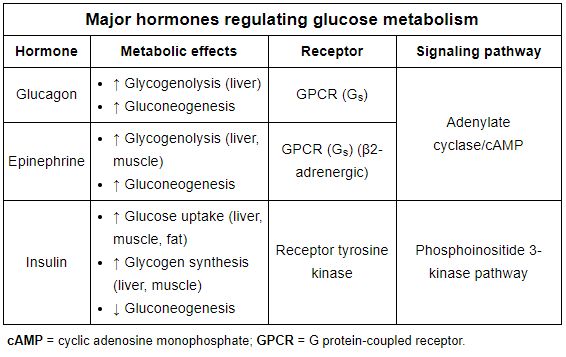 Major hormones regulating glucose metabolism
Hormone Metabolic effects Receptor Signaling pathway
Glucagon
• ↑ Glycogenolysis (liver)
• ↑ Gluconeogenesis
GPCR (Gs)
Adenylate
cyclase/cAMP
Epinephrine
• ↑ Glycogenolysis (liver,
muscle)
• ↑ Gluconeogenesis
GPCR (Gs) (β2-
adrenergic)
Insulin
• ↑ Glucose uptake (liver,
muscle, fat)
• ↑ Glycogen synthesis
(liver, muscle)
• ↓ Gluconeogenesis
Receptor tyrosine
kinase
Phosphoinositide 3-
kinase pathway
cAMP = cyclic adenosine monophosphate; GPCR = G protein-coupled receptor.